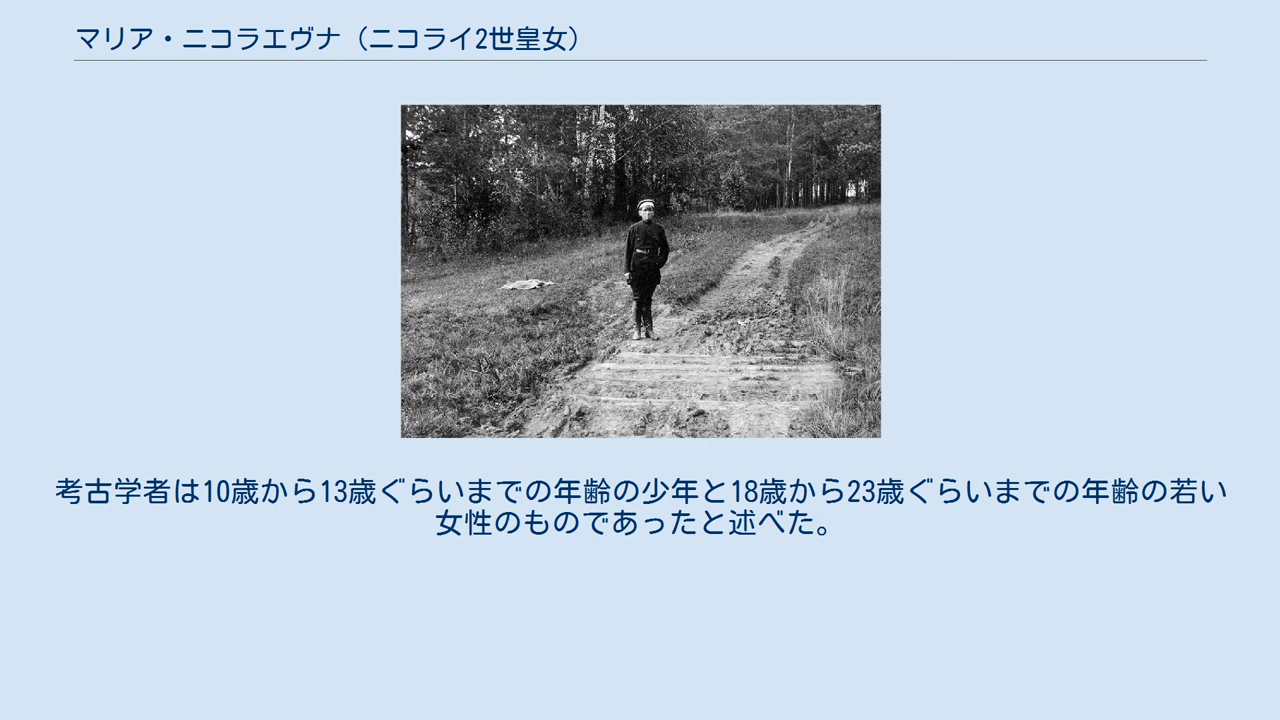 マリア・ニコラエヴナ（ニコライ2世皇女）
考古学者は10歳から13歳ぐらいまでの年齢の少年と18歳から23歳ぐらいまでの年齢の若い
女性のものであったと述べた。